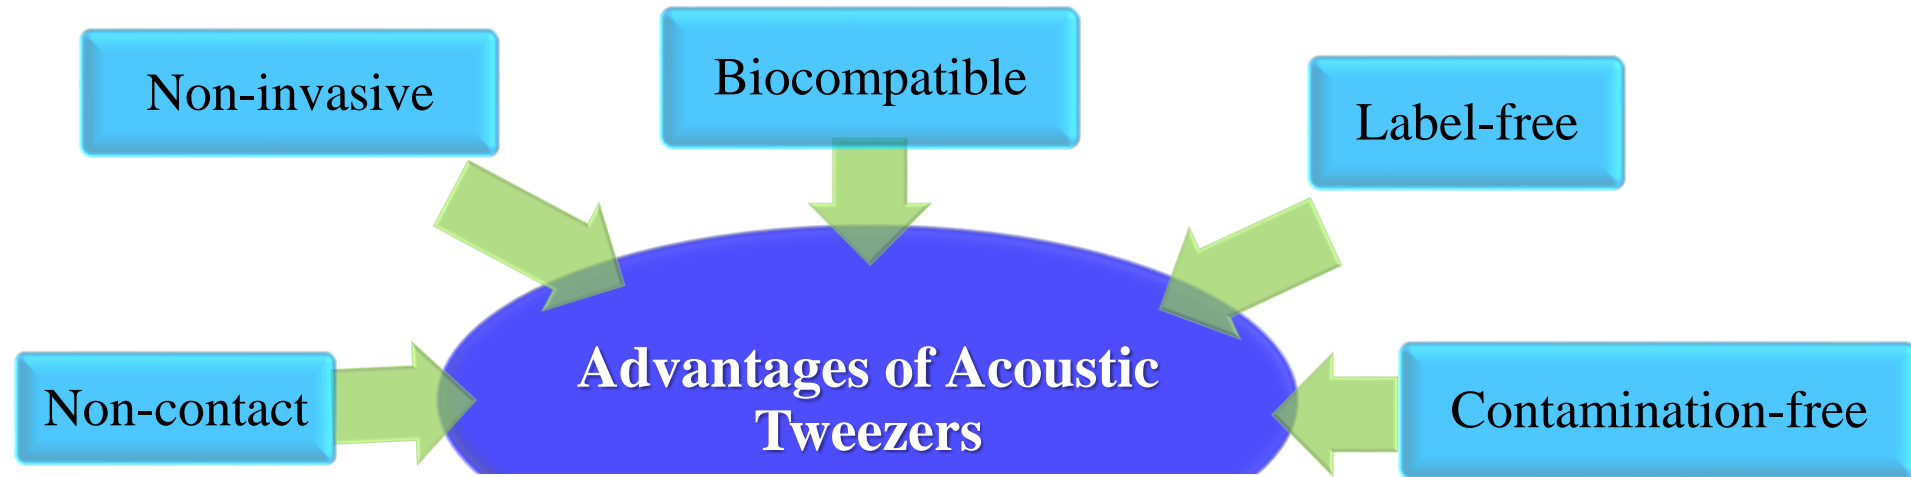 Non-invasive
Biocompatible
Label-free
Non-contact
Advantages of Acoustic
Tweezers
Contamination-free